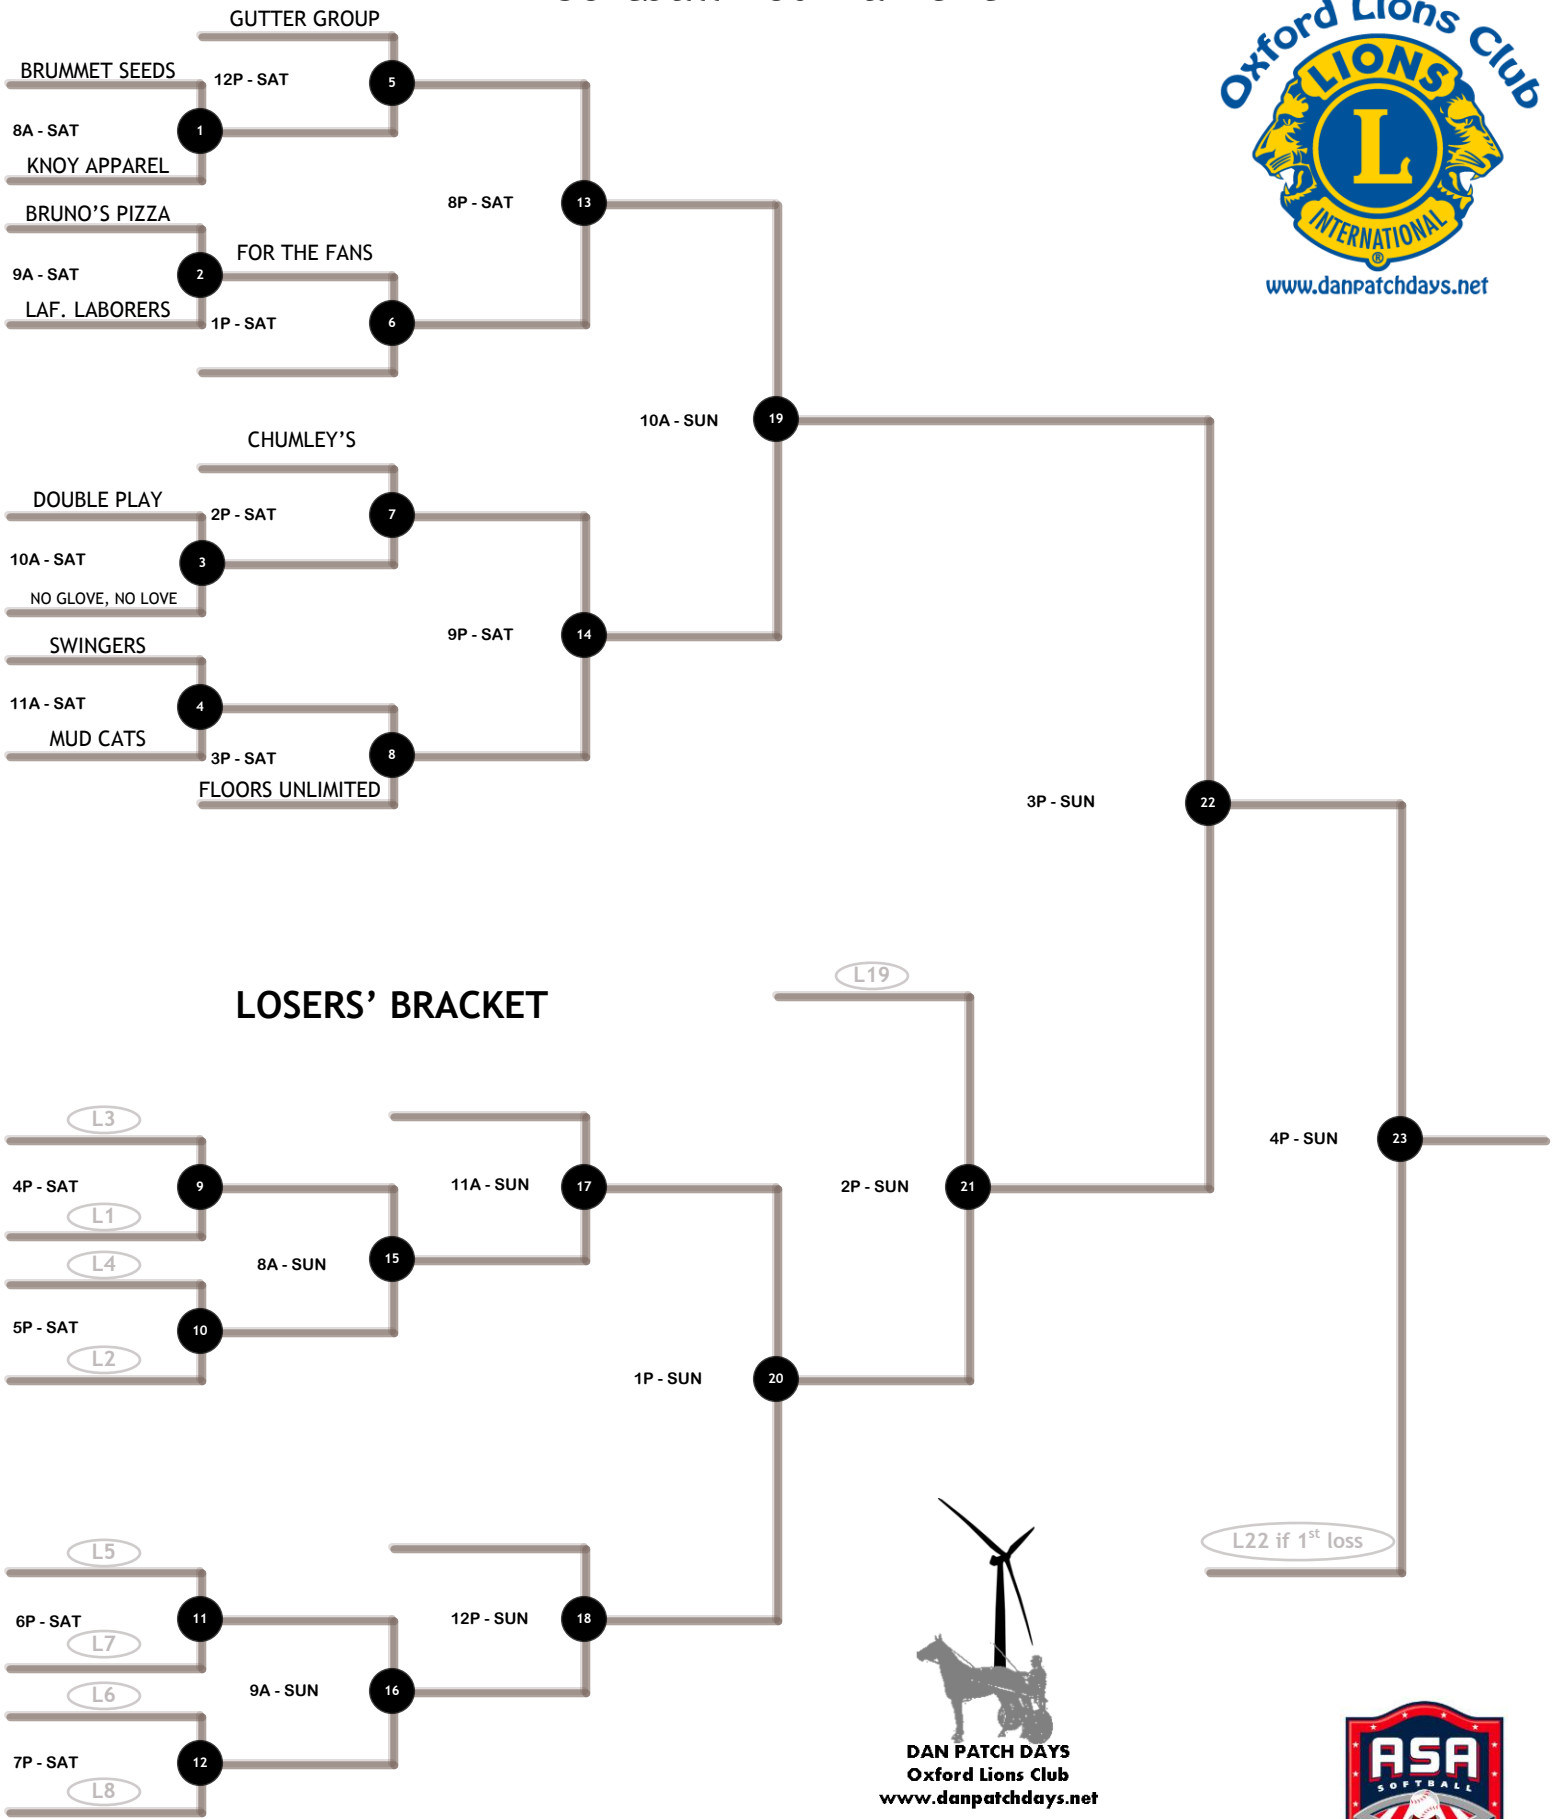 GUTTER GROUP
BRUMMET SEEDS
12P - SAT
5
8A - SAT
1
KNOY APPAREL
BRUNO'S PIZZA
8P - SAT
13
FOR THE FANS
9A - SAT
2
LAF. LABORERS
1P - SAT
6
10A - SUN
19
CHUMLEY'S
DOUBLE PLAY
2P - SAT
7
10A - SAT
3
NO GLOVE, NO LOVE
SWINGERS
9P - SAT
14
11A - SAT
4
MUD CATS
3P - SAT
8
FLOORS UNLIMITED
3P - SUN
22
Oxford Lions Club
LIONS
L
INTERNATIONAL
®
www.danpatchdays.net
LOSERS' BRACKET
L19
L3
4P - SAT
9
L1
11A - SUN
17
2P - SUN
21
4P - SUN
23
L4
8A - SUN
15
5P - SAT
10
L2
1P - SUN
20
L22 if 1st loss
L5
6P - SAT
11
L7
12P - SUN
18
L6
9A - SUN
16
7P - SAT
12
L8
DAN PATCH DAYS
Oxford Lions Club
www.danpatchdays.net
ASA
SOFTBALL